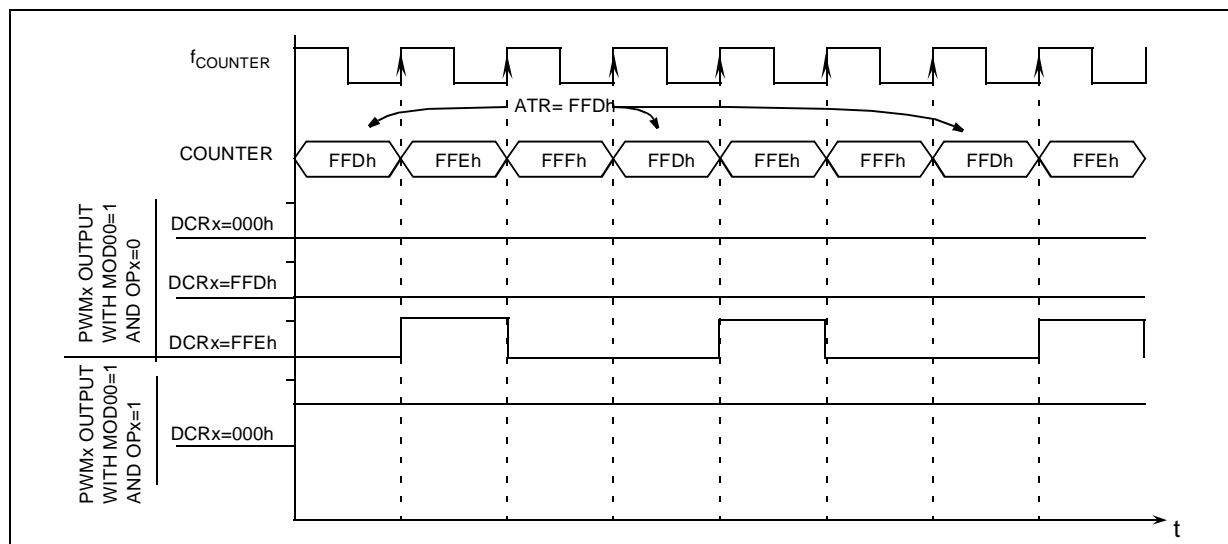 fCOUNTER
ATR= FFDh
COUNTER
FFDh FFEh FFFh FFDh FFEh FFFh FFDh FFEh
PWMx OUTPUT
WITH MOD00=1
AND OPx=0
DCRx=000h
DCRx=FFDh
DCRx=FFEh
PWMx OUTPUT
WITH MOD00=1
AND OPx=1
DCRx=000h
t